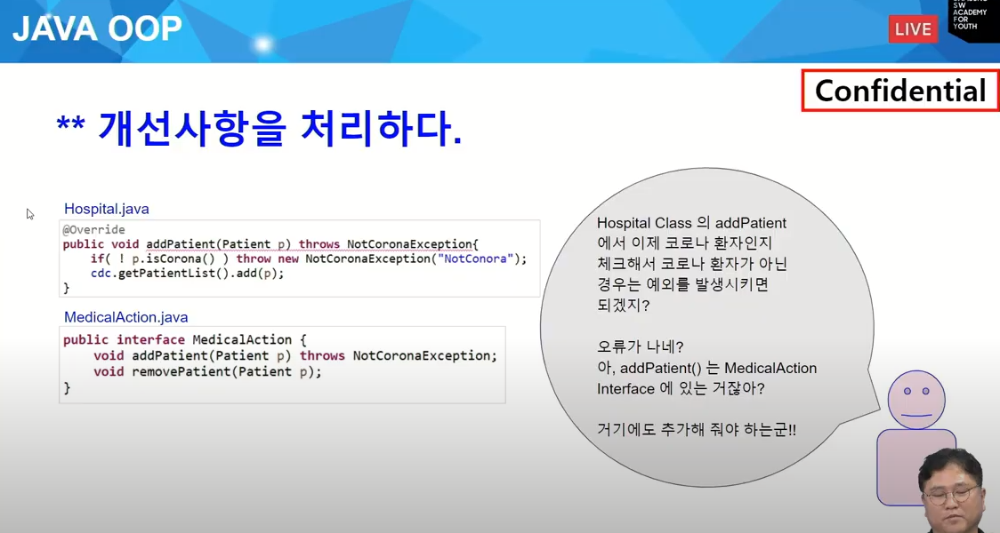 JAVA OOP
LIVE
SW
ACADEMY
FOR
YOUTH
Confidential
** 개선사항을 처리하다.
Hospital.java
@Override
public void addPatient(Patient p) throws NotCoronaException{
if( ! p.isCorona() ) throw new NotCoronaException("NotConora");
cdc.getPatientList().add(p);
}
MedicalAction.java
public interface MedicalAction {
void addPatient(Patient p) throws NotCoronaException;
void removePatient(Patient p);
}
Hospital Class 의 addPatient
에서 이제 코로나 환자인지
체크해서 코로나 환자가 아닌
경우는 예외를 발생시키면
되겠지?
오류가 나네?
아, addPatient() 는 MedicalAction
Interface 에 있는 거잖아?
거기에도 추가해 줘야 하는군!!